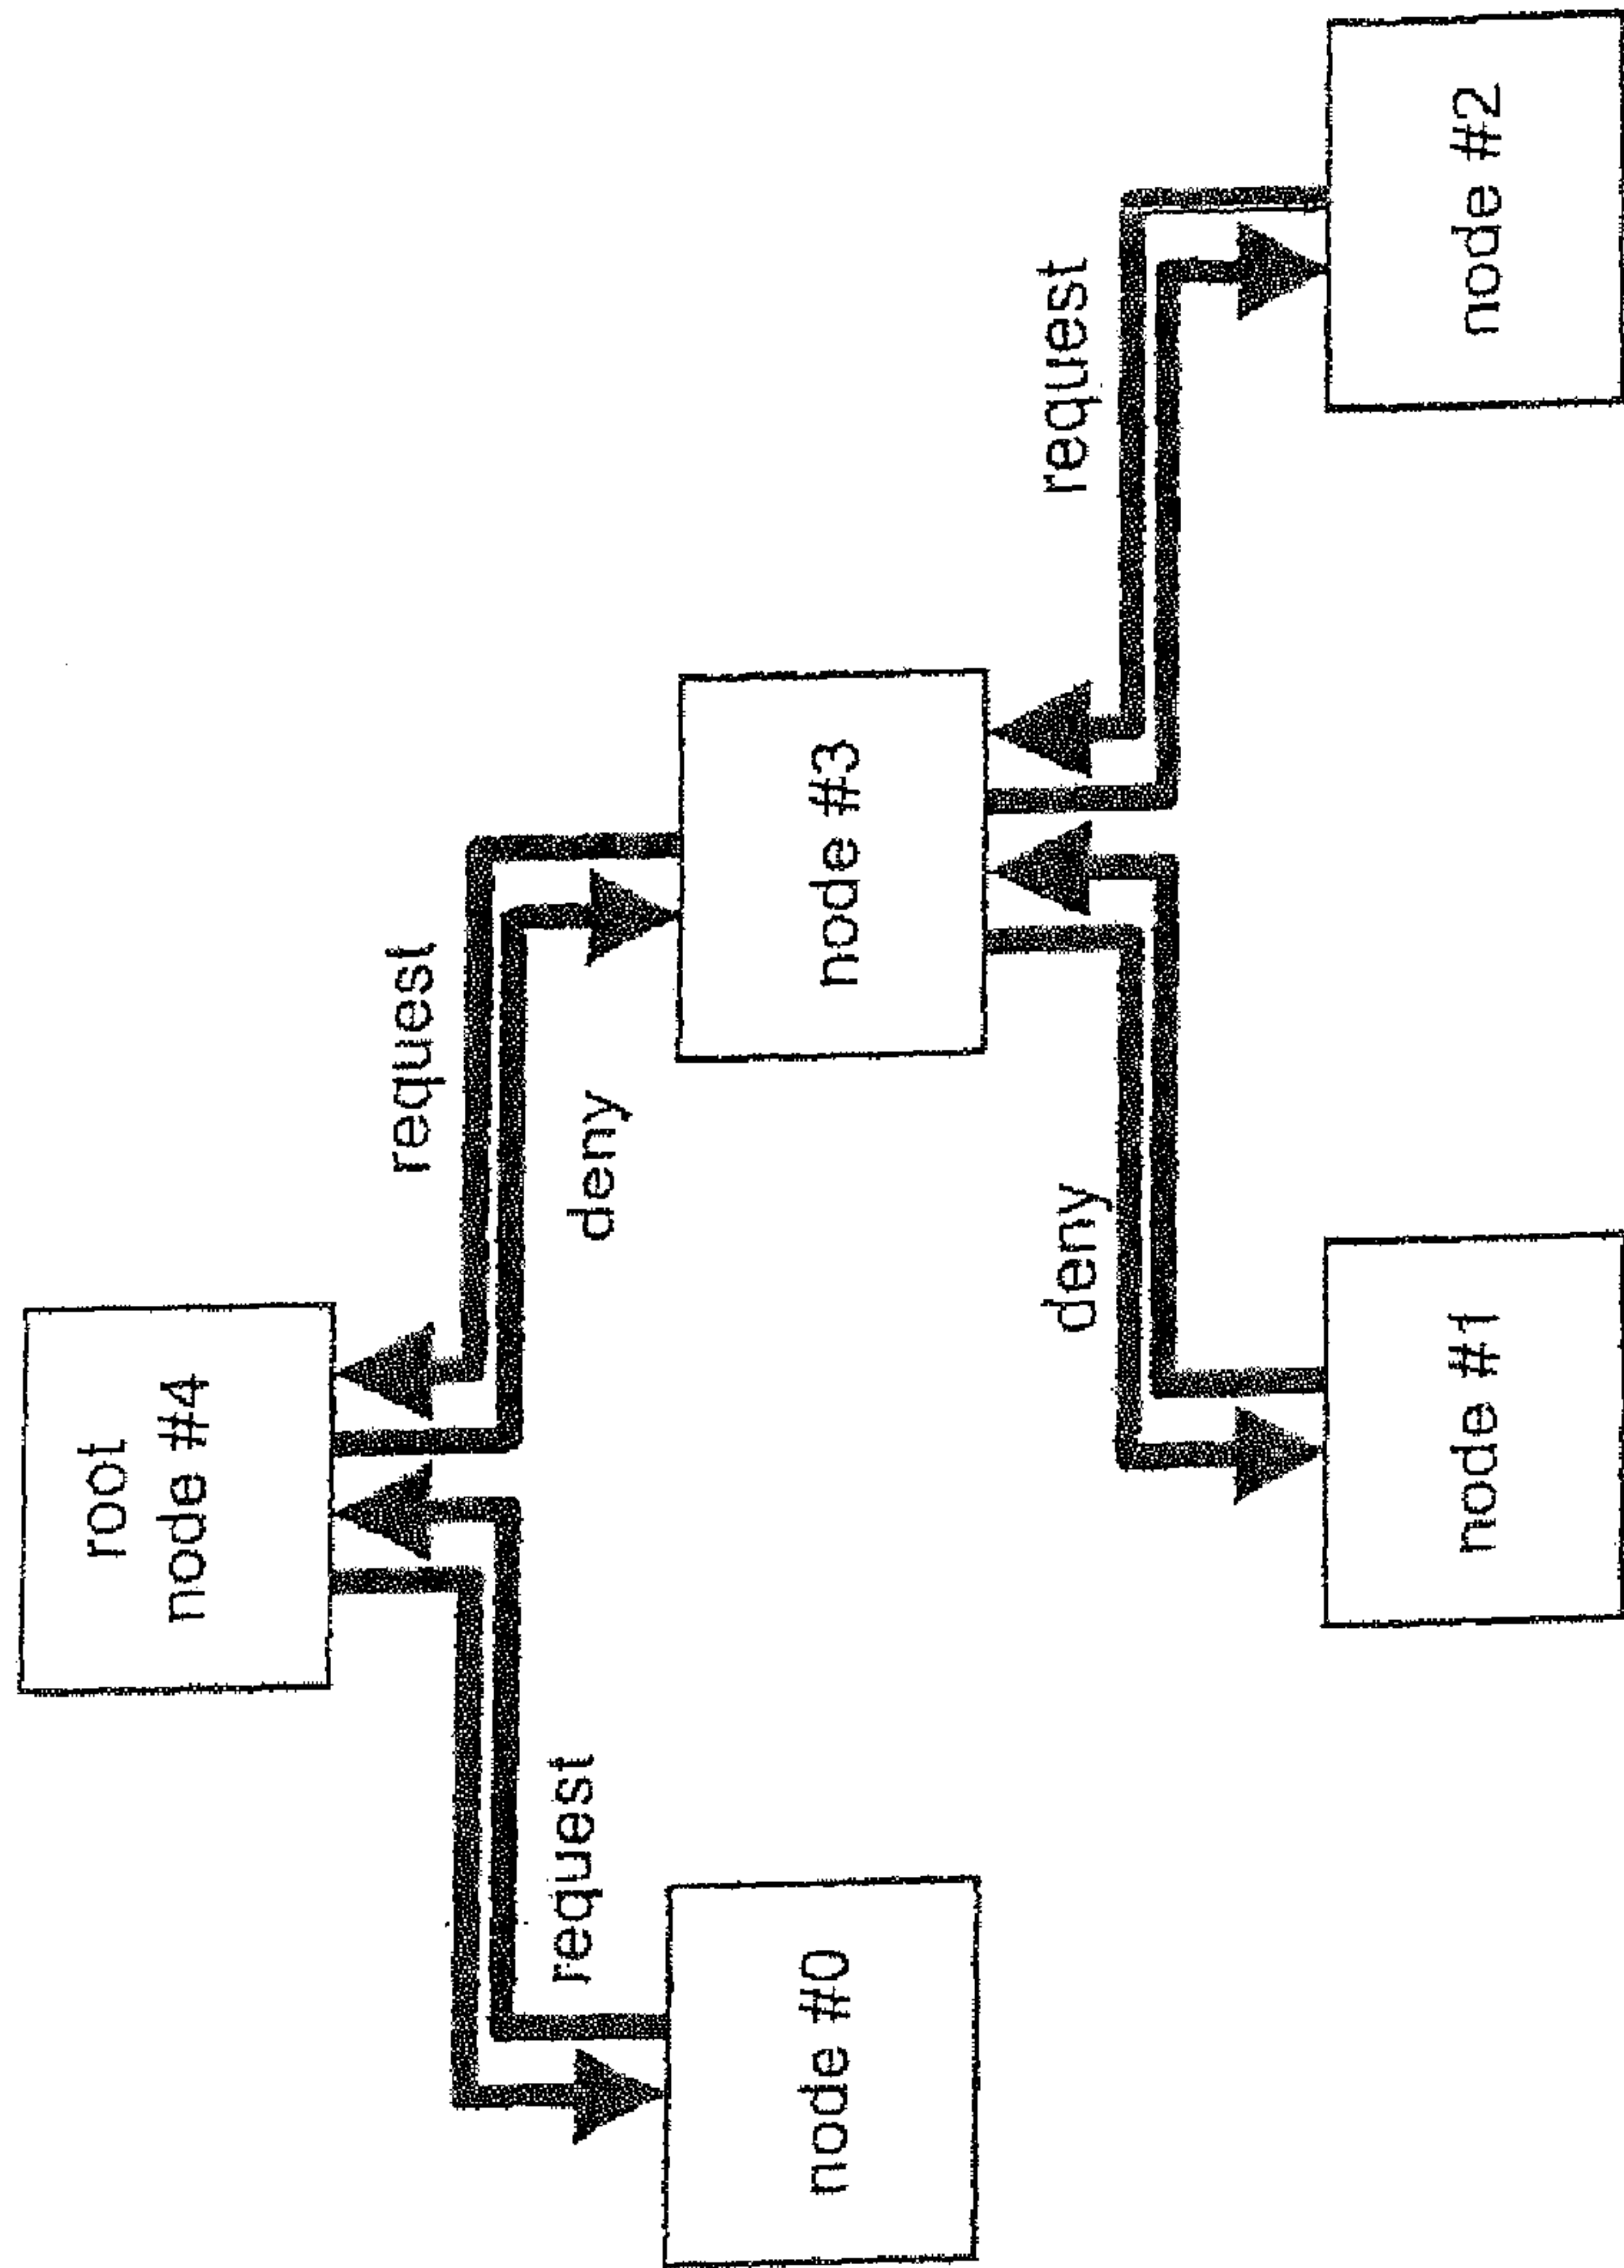 root
node #4
request
request
deny
node #0
node #3
deny
request
node #1
node #2